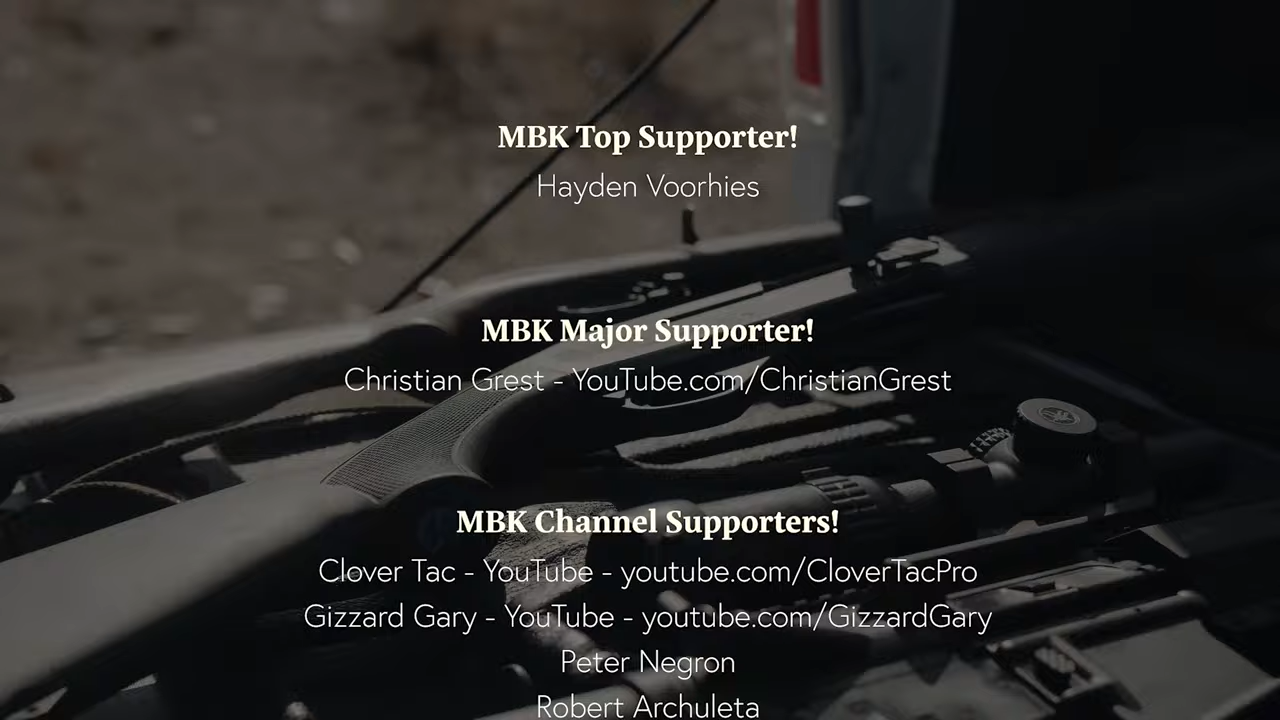 MBK Top Supporter!
Hayden Voorhies
MBK Major Supporter!
Christian Grest - YouTube.com/ChristianGrest
MBK Channel Supporters!
Clover Tac - YouTube - youtube.com/CloverTacPro
Gizzard Gary - YouTube - youtube.com/GizzardGary
Peter Negron
Robert Archuleta